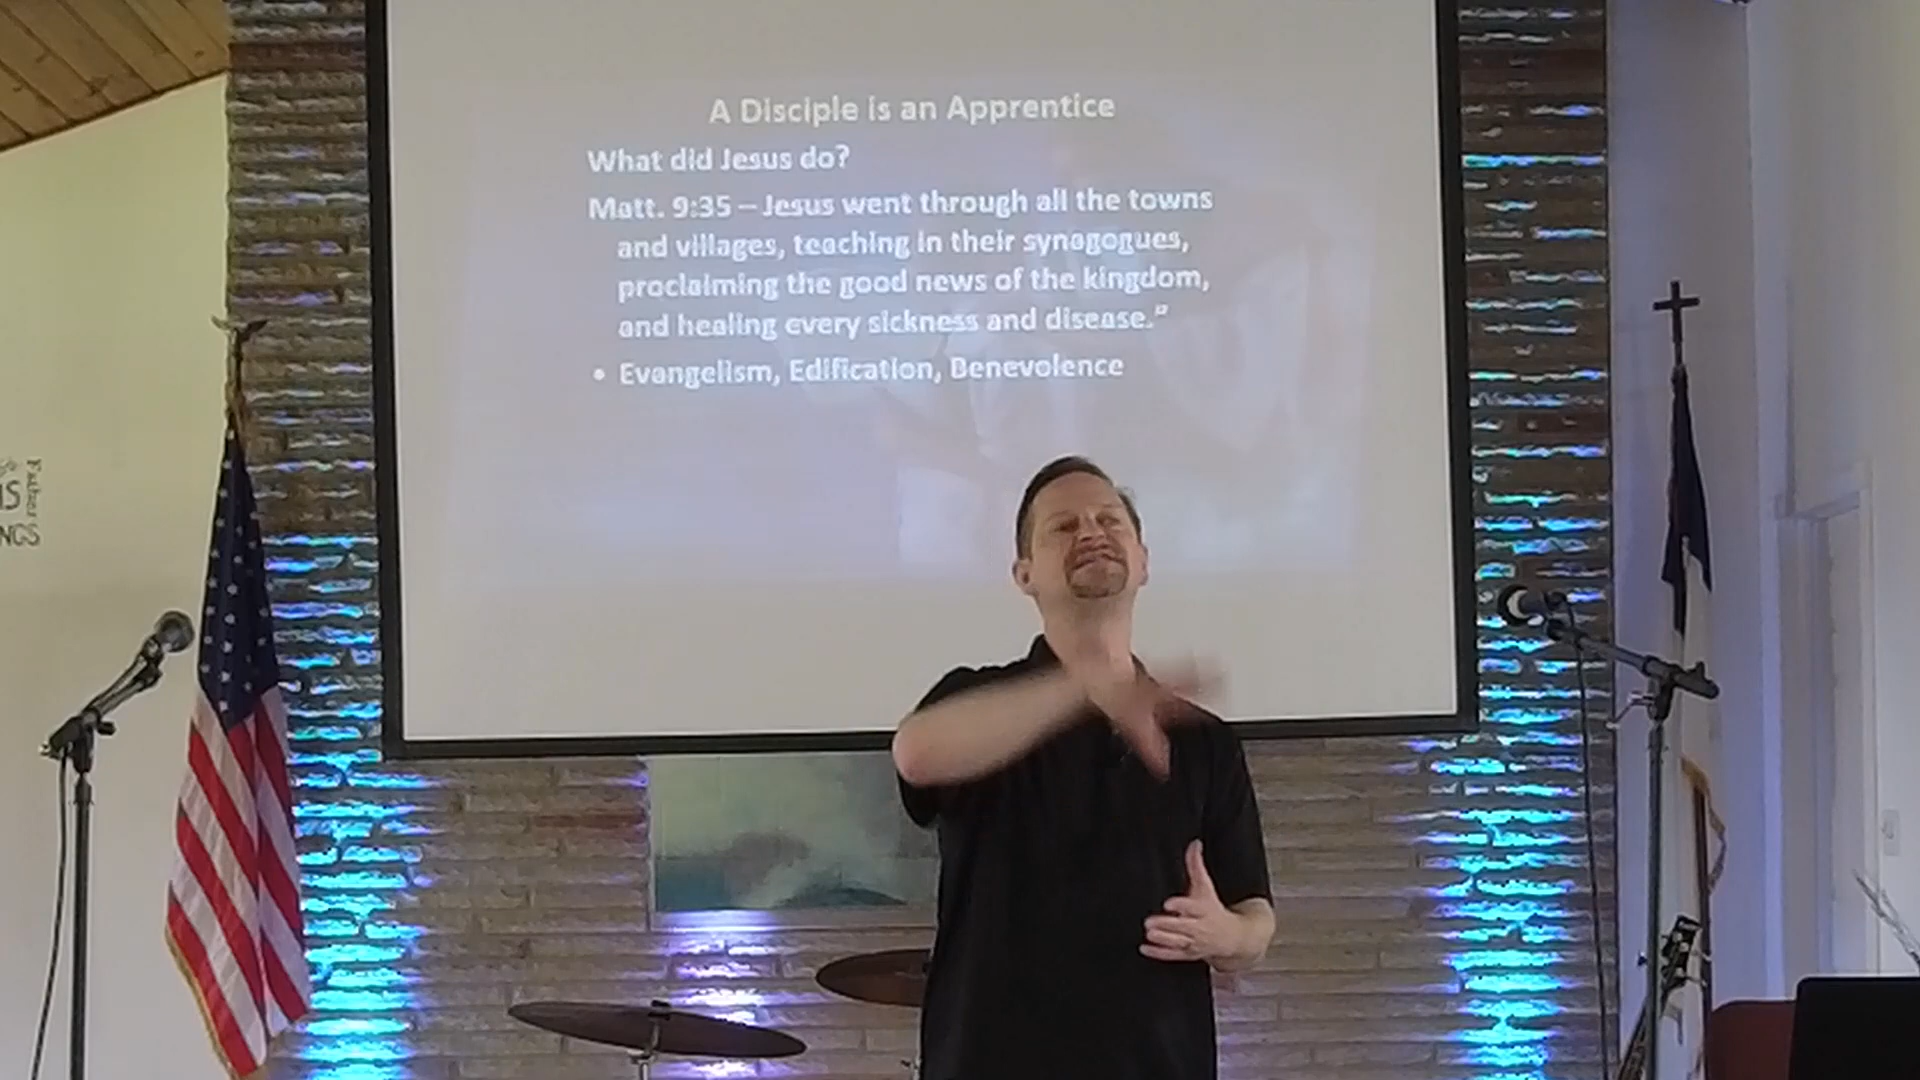 A Disciple is an Apprentice
What did Jesus do?
Matt. 9:35 – Jesus went through all the towns
and villages, teaching in their synagogues,
proclaiming the good news of the kingdom,
and healing every sickness and disease.”
• Evangelism, Edification, Benevolence
Father